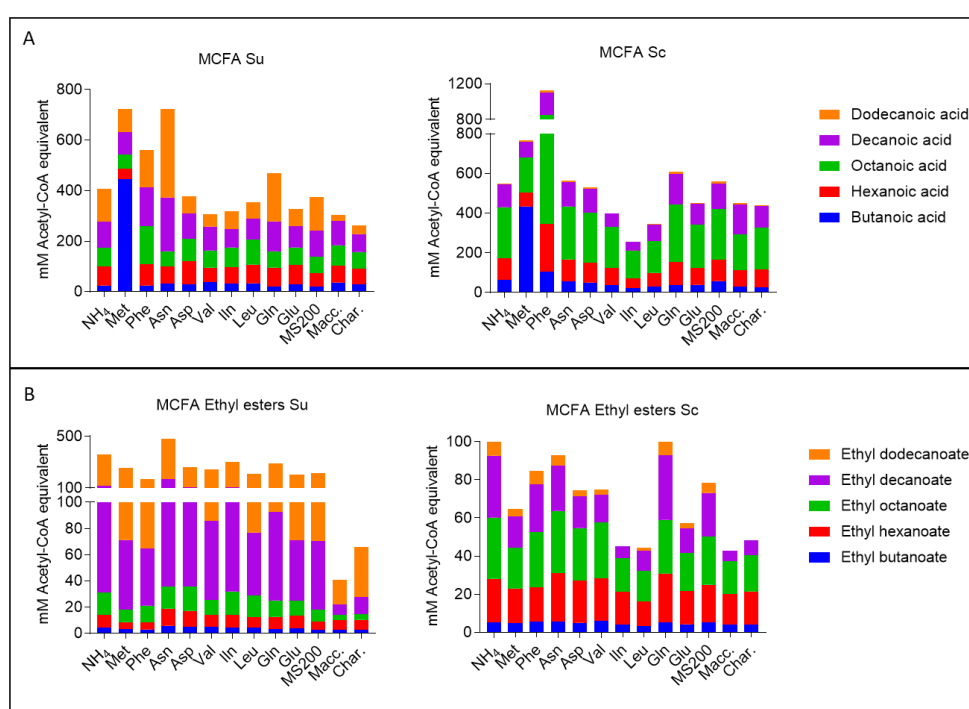 A
MCFA Su
mM Acetyl-CoA equivalent
800
600
400
200
0
NH4 Met Phe Asn Asp Val Iln Leu Gln Glu MS200 Macc. Char.
MCFA Sc
mM Acetyl-CoA equivalent
1200
800
800
600
400
200
0
NH4 Met Phe Asn Asp Val Iln Leu Gln Glu MS200 Macc. Char.
Dodecanoic acid
Decanoic acid
Octanoic acid
Hexanoic acid
Butanoic acid
B
MCFA Ethyl esters Su
mM Acetyl-CoA equivalent
500
100
100
80
60
40
20
0
NH4 Met Phe Asn Asp Val Iln Leu Gln Glu MS200 Macc. Char.
MCFA Ethyl esters Sc
mM Acetyl-CoA equivalent
100
80
60
40
20
0
NH4 Met Phe Asn Asp Val Iln Leu Gln Glu MS200 Macc. Char.
Ethyl dodecanoate
Ethyl decanoate
Ethyl octanoate
Ethyl hexanoate
Ethyl butanoate